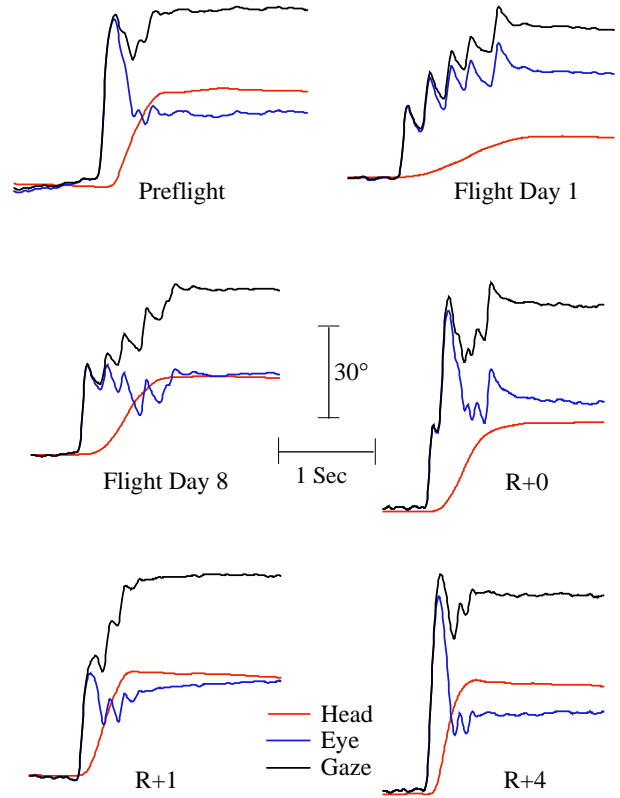 Preflight
Flight Day 1
30°
Flight Day 8
1 Sec
R+0
Head
Eye
Gaze
R+1
R+4